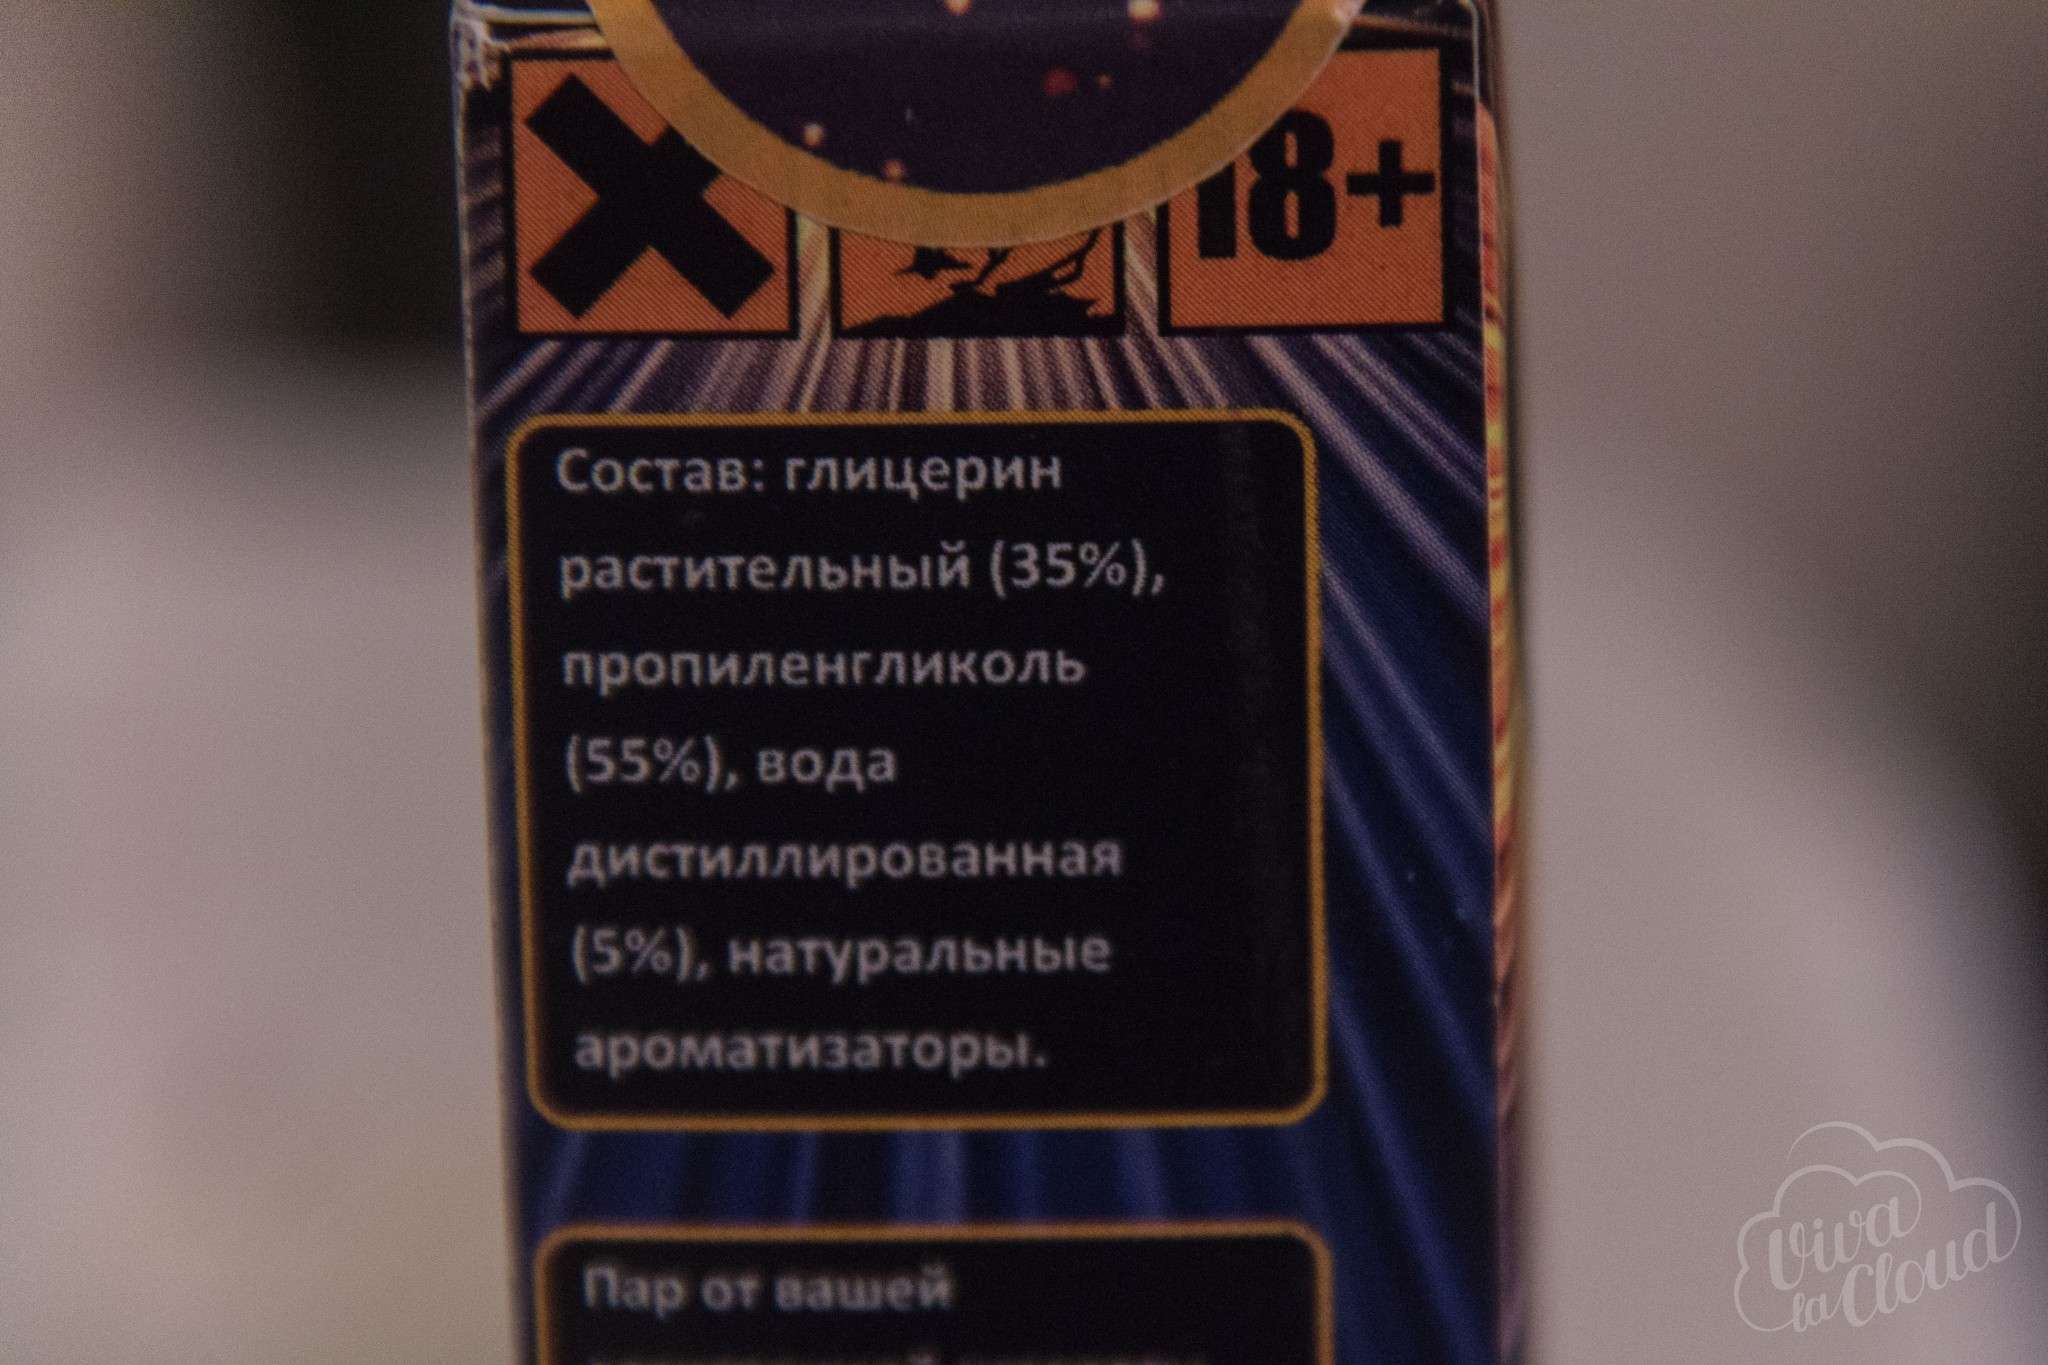 18+
Состав: глицерин
растительный (35%),
пропиленгликоль
(55%), вода
дистиллированная
(5%), натуральные
ароматизаторы.
Пар от вашей
Viva
la Cloud